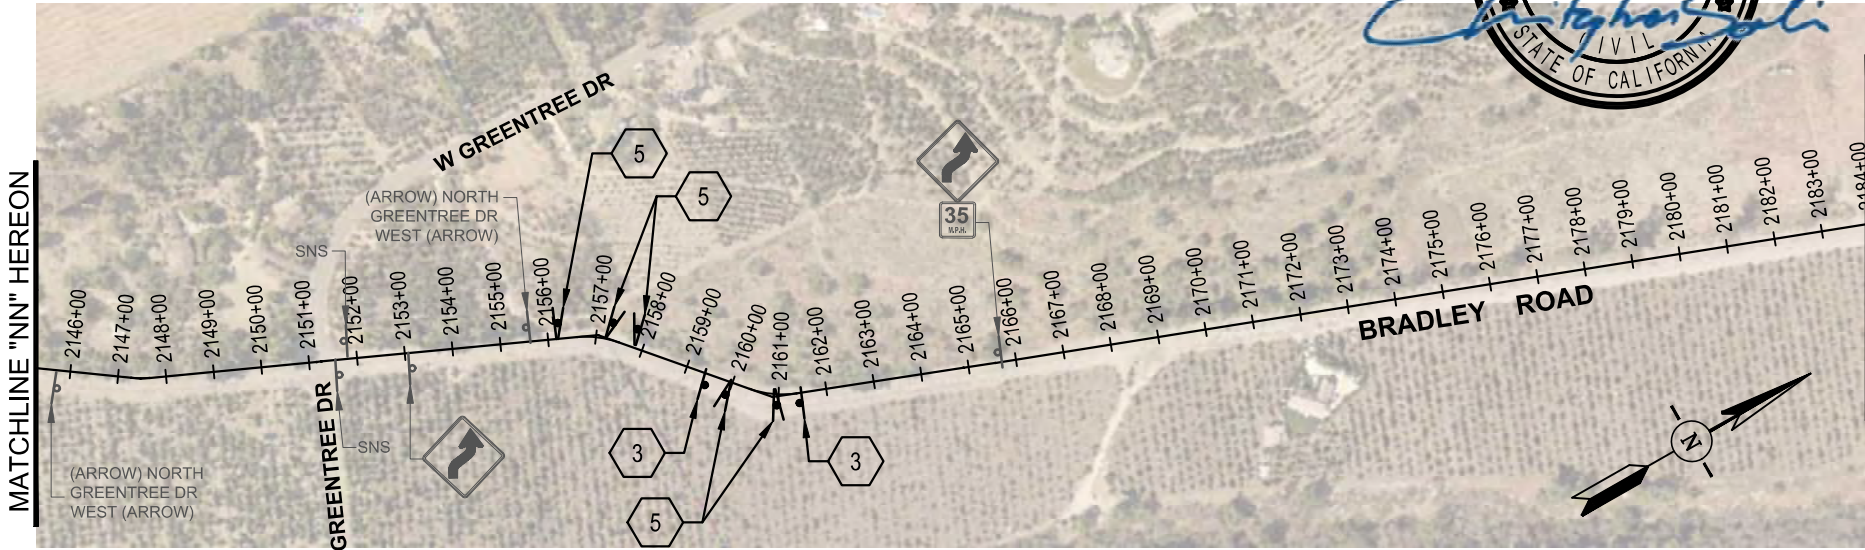 CIVIL
STATE OF CALIFORNIA
W GREENTREE DR
5
5
(ARROW) NORTH
GREENTREE DR
WEST (ARROW)
SNS
35
M.P.H.
MATCHLINE "NN" HEREON
2146+00
2147+00
2148+00
2149+00
2150+00
2151+00
2152+00
2153+00
2154+00
2155+00
2156+00
2157+00
2158+00
2159+00
2160+00
2161+00
2162+00
2163+00
2164+00
2165+00
2166+00
2167+00
2168+00
2169+00
2170+00
2171+00
2172+00
2173+00
2174+00
2175+00
2176+00
2177+00
2178+00
2179+00
2180+00
2181+00
2182+00
2183+00
2184+00
BRADLEY ROAD
GREENTREE DR
SNS
(ARROW) NORTH
GREENTREE DR
WEST (ARROW)
3
3
5
N